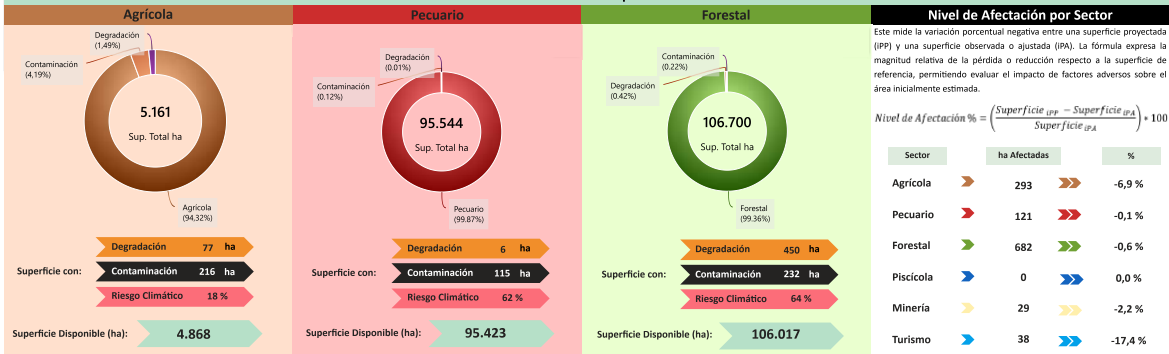 Agrícola
Degradación
(1,49%)
Contaminación
(4,19%)
5.161
Sup. Total ha
Agrícola
(94,32%)
Superficie con:
Degradación 77 ha
Contaminación 216 ha
Riesgo Climático 18 %
Superficie Disponible (ha): 4.868
Pecuario
Degradación
(0.01%)
Contaminación
(0.12%)
95.544
Sup. Total ha
Pecuario
(99.87%)
Superficie con:
Degradación 6 ha
Contaminación 115 ha
Riesgo Climático 62 %
Superficie Disponible (ha): 95.423
Forestal
Contaminación
(0.22%)
Degradación
(0.42%)
106.700
Sup. Total ha
Forestal
(99.36%)
Superficie con:
Degradación 450 ha
Contaminación 232 ha
Riesgo Climático 64 %
Superficie Disponible (ha): 106.017
Nivel de Afectación por Sector
Este mide la variación porcentual negativa entre una superficie proyectada
(iPP) y una superficie observada o ajustada (iPA). La fórmula expresa la
magnitud relativa de la pérdida o reducción respecto a la superficie de
referencia, permitiendo evaluar el impacto de factores adversos sobre el
área inicialmente estimada.
Nivel de Afectación % = (Superficie iPP − Superficie iPA / Superficie iPA) * 100
Sector ha Afectadas %
Agrícola 293 -6,9 %
Pecuario 121 -0,1 %
Forestal 682 -0,6 %
Piscícola 0 0,0 %
Minería 29 -2,2 %
Turismo 38 -17,4 %